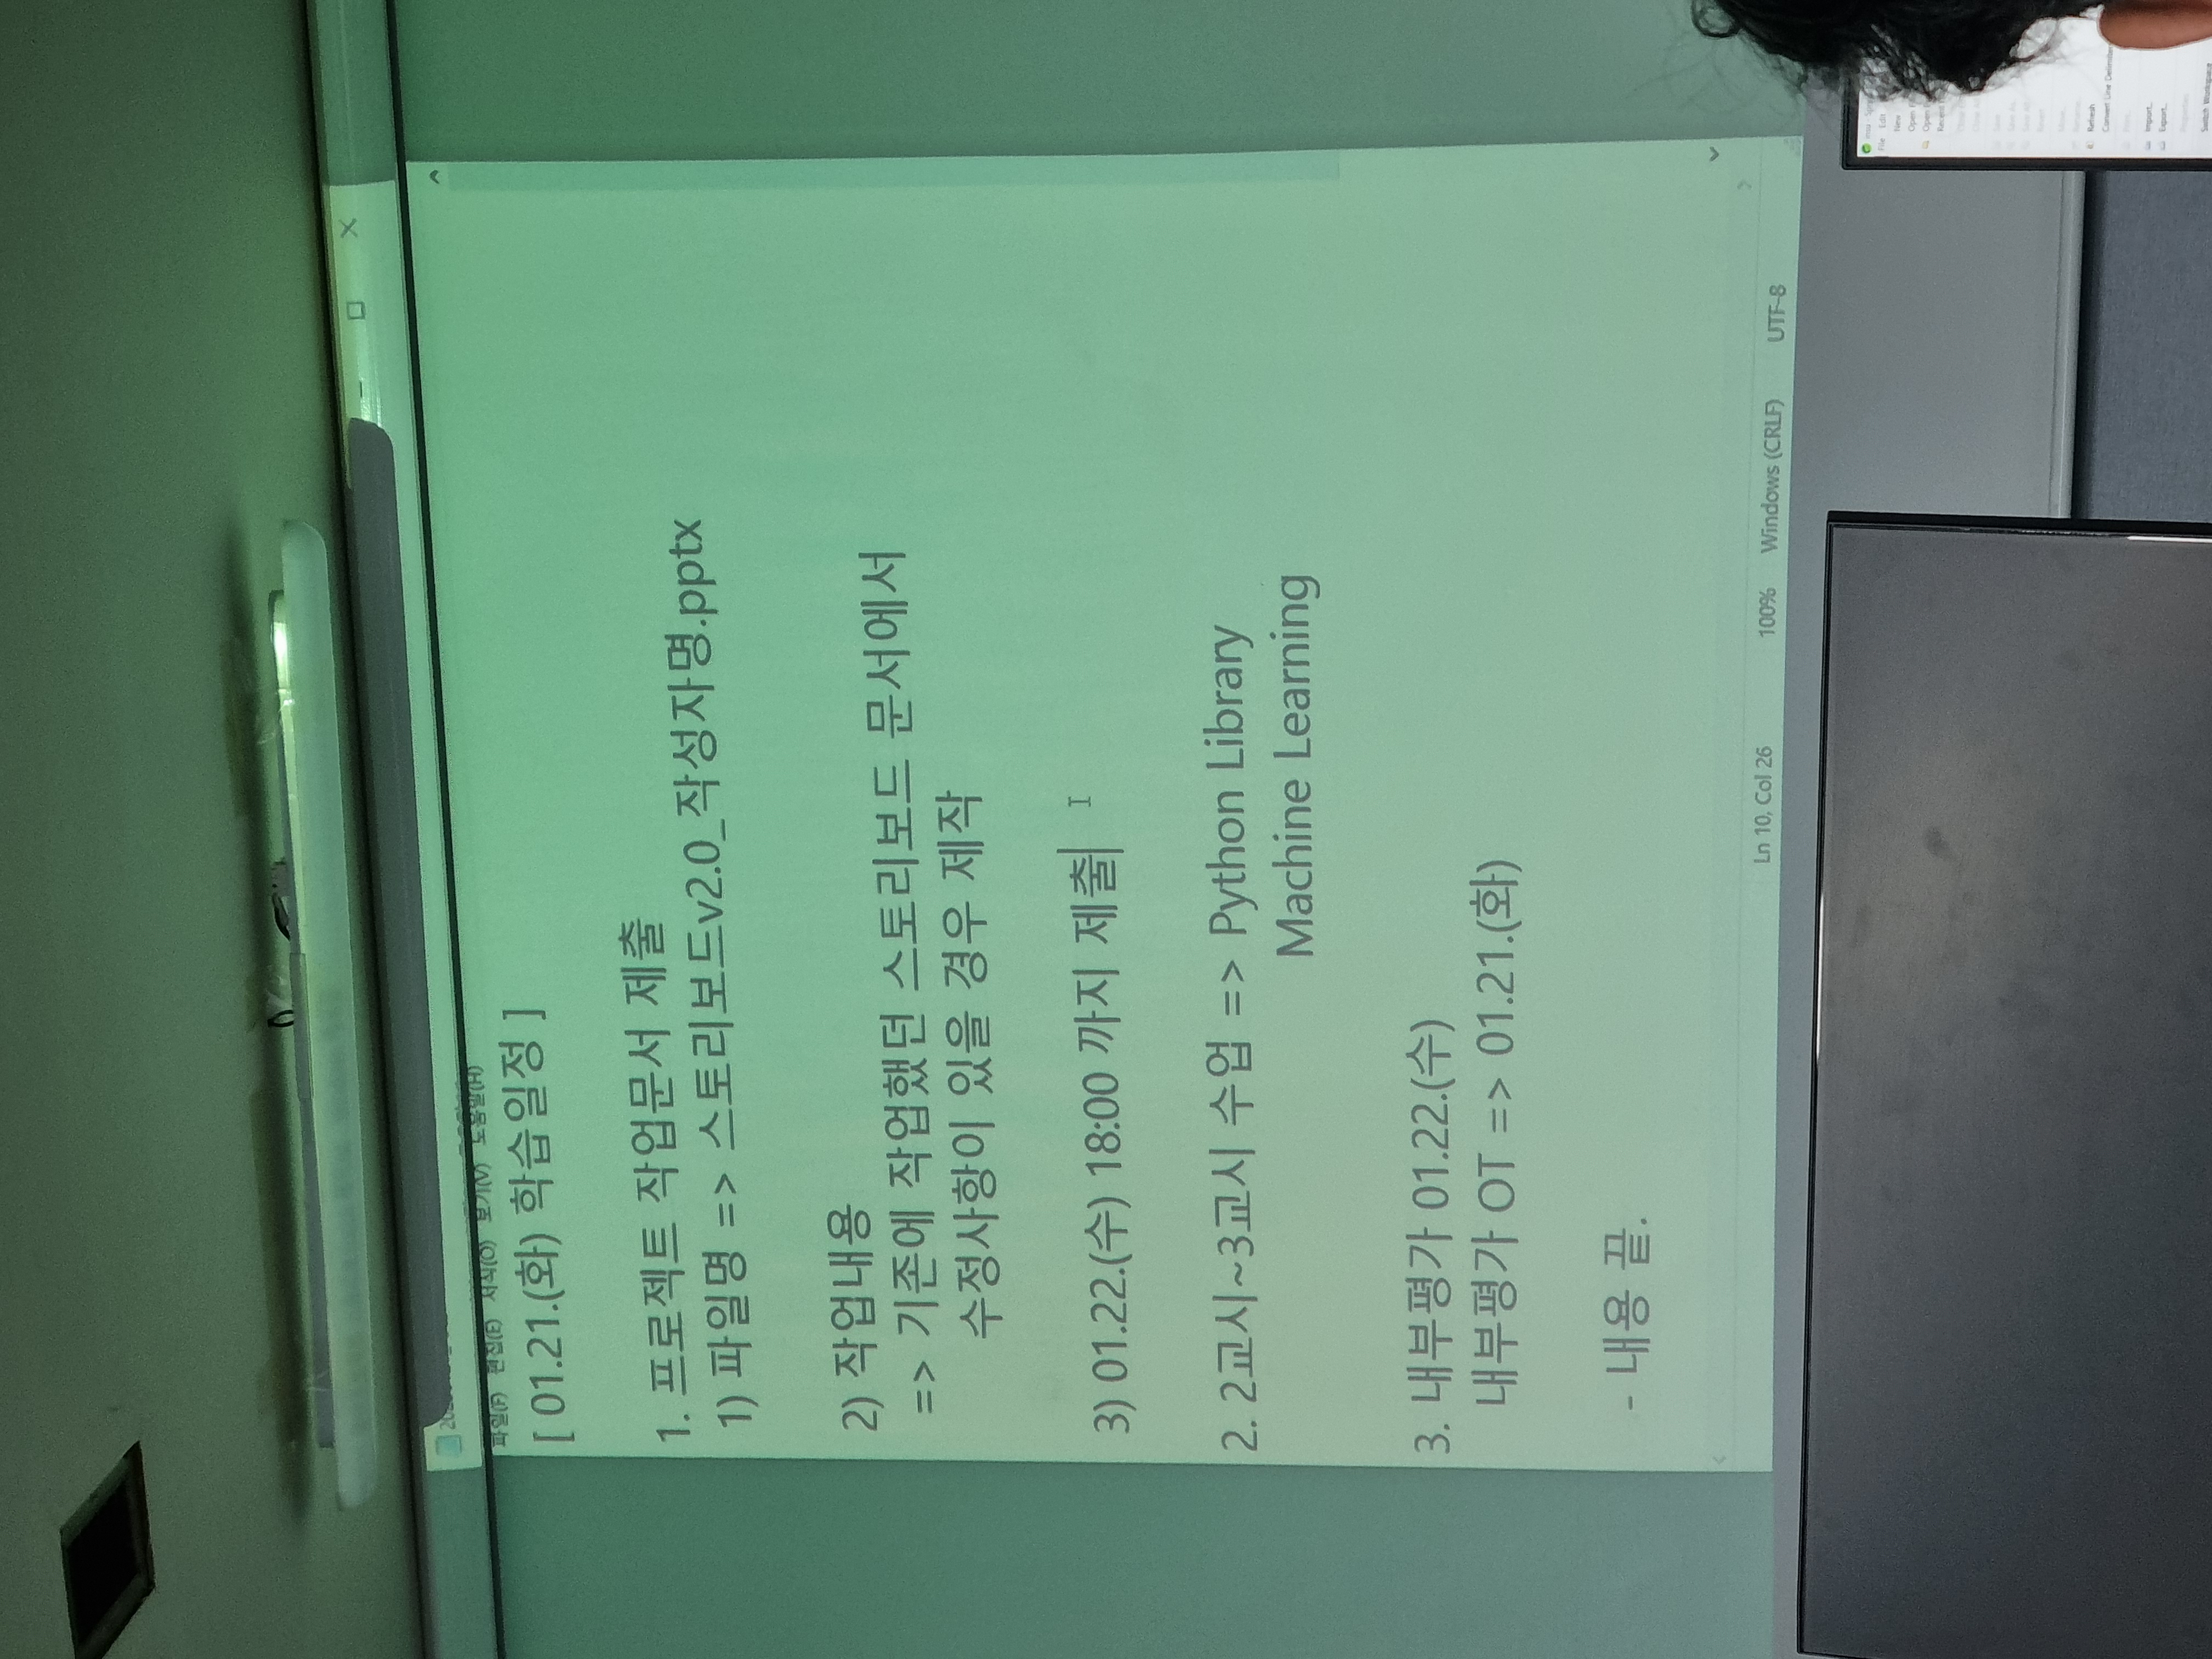 파일(F) 편집(E) 서식(O) 보기(V) 도움말(H)
[ 01.21.(화) 학습일정 ]
1. 프로젝트 작업문서 제출
1) 파일명 => 스토리보드v2.0_작성자명.pptx
2) 작업내용
=> 기존에 작업했던 스토리보드 문서에서
수정사항이 있을 경우 제작
3) 01.22.(수) 18:00 까지 제출
2. 2교시~3교시 수업 => Python Library
Machine Learning
3. 내부평가 01.22.(수)
내부평가 OT => 01.21.(화)
- 내용 끝.
Ln 10, Col 26 100% Windows (CRLF) UTF-8
File Edit
New
Open
Open
Recent
Refresh
Convert Line
Import...
Export...
Switch Workspace